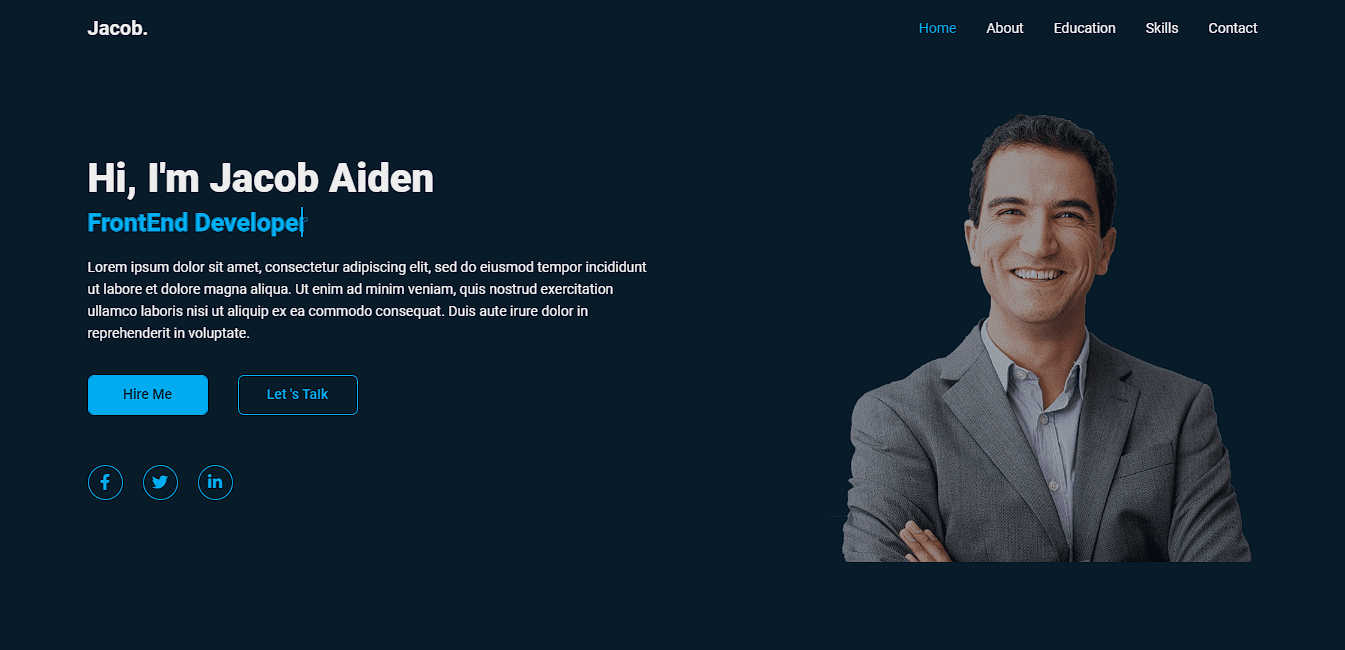 Jacob.
Home About Education Skills Contact
Hi, I'm Jacob Aiden
FrontEnd Developer
Lorem ipsum dolor sit amet, consectetur adipiscing elit, sed do eiusmod tempor incididunt
ut labore et dolore magna aliqua. Ut enim ad minim veniam, quis nostrud exercitation
ullamco laboris nisi ut aliquip ex ea commodo consequat. Duis aute irure dolor in
reprehenderit in voluptate.
Hire Me Let 's Talk